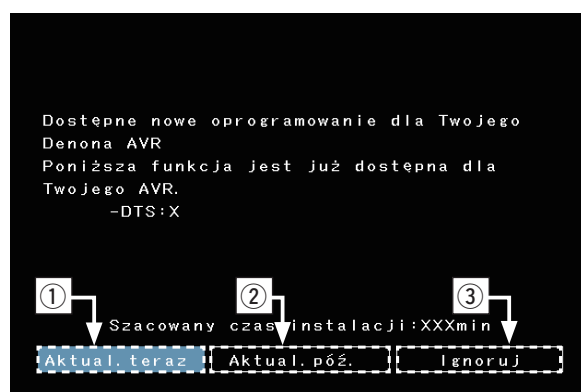 Dostępne nowe oprogramowanie dla Twojego
Denona AVR
Poniższa funkcja jest już dostępna dla
Twojego AVR.
-DTS:X
① ② ③
Szacowany czas instalacji:XXXmin
Aktual.teraz Aktual.póź. Ignoruj